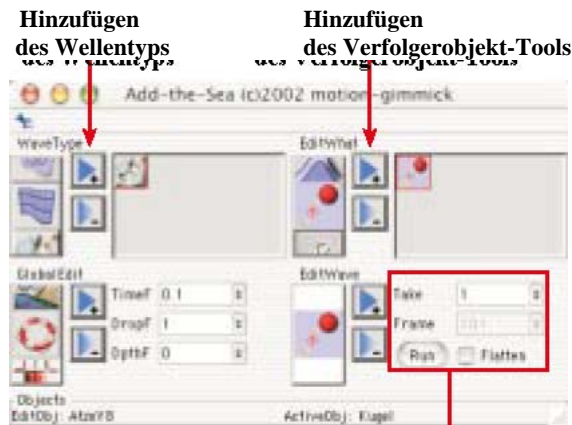 Hinzufügen
des Wellentyps
Hinzufügen
des Verfolgerobjekt-Tools
Add-the-Sea (c)2002 motion-gimmick
WaveType
EditWhat
GlobalEdit
TimeF 0.1
DropF 1
DpthF 0
EditWave
Take 1
Frame
Run Flatten
Objects
EditObj:
ActiveObj: Kugel